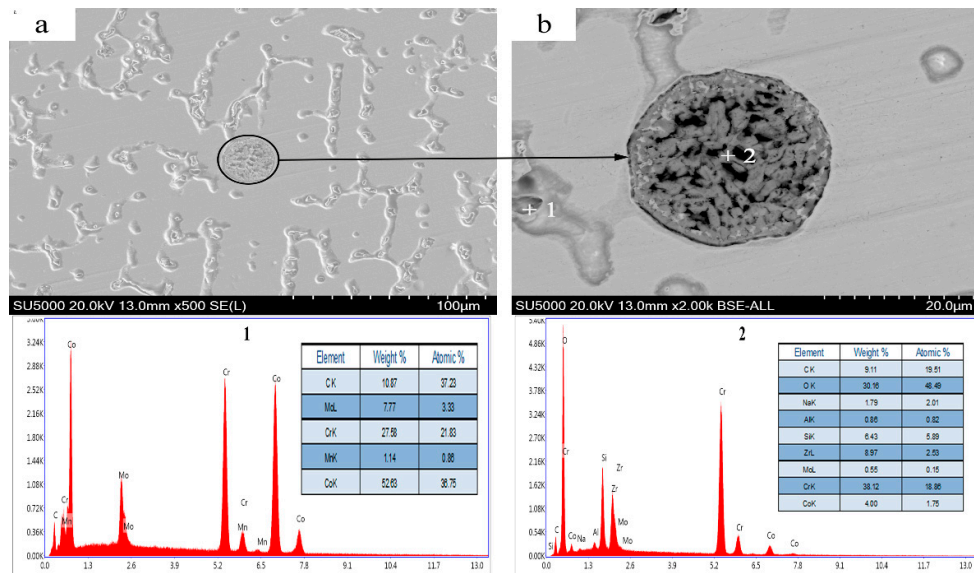 a
SU5000 20.0kV 13.0mm x500 SE(L) 100µm
b
+ 2
+ 1
SU5000 20.0kV 13.0mm x2.00k BSE-ALL 20.0µm
1
3.24K
2.88K
2.52K
2.16K
1.80K
1.44K
1.08K
0.72K
0.36K
0.00K
Co
Cr
Co
Mo
Cr
Mn
C
Mo
Cr
Mn
Mn
Co
0.0 1.3 2.6 3.9 5.2 6.5 7.8 9.1 10.4 11.7 13.0
Element Weight % Atomic %
C K 10.87 37.23
MoL 7.77 3.33
CrK 27.58 21.83
MnK 1.14 0.86
CoK 52.63 36.75
2
5.40K
4.86K
4.32K
3.78K
3.24K
2.70K
2.16K
1.62K
1.08K
0.54K
0.00K
O
Cr
Cr
Si
Zr
Zr
Mo
Mo
C
Si
Co
Na
Al
Cr
Co
Co
0.0 1.3 2.6 3.9 5.2 6.5 7.8 9.1 10.4 11.7 13.0
Element Weight % Atomic %
C K 9.11 19.51
O K 30.16 48.49
NaK 1.79 2.01
AlK 0.86 0.82
SiK 6.43 5.89
ZrL 8.97 2.53
MoL 0.55 0.15
CrK 38.12 18.86
CoK 4.00 1.75